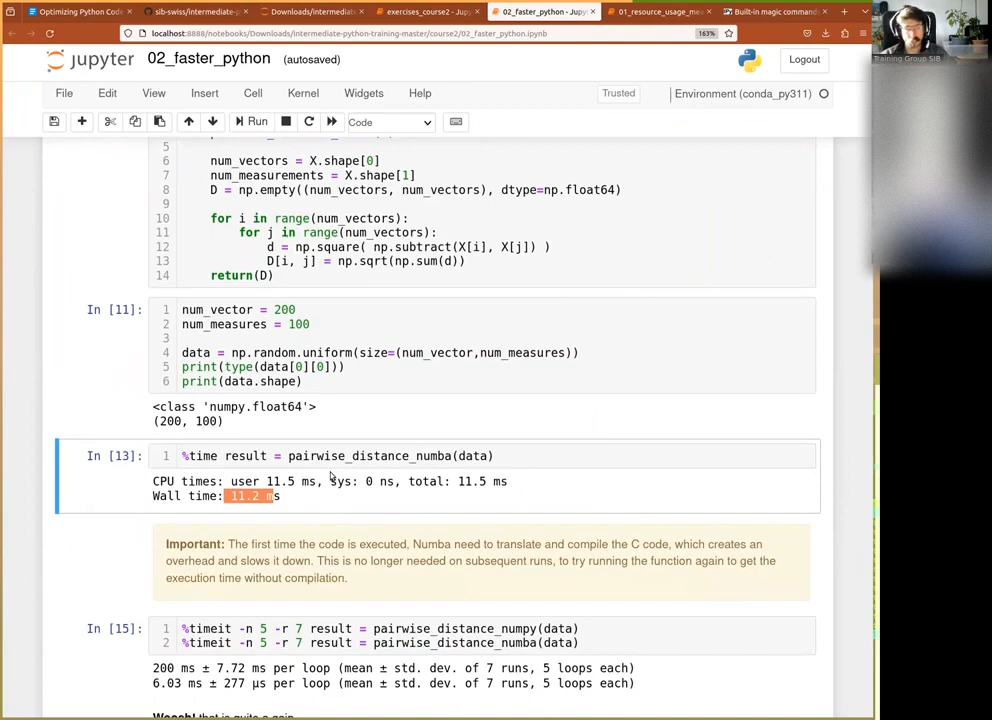 Optimizing Python Code
sib-swiss/intermediate-p
Downloads/intermediate
exercises_course2 - Jup
02_faster_python - Jupy
01_resource_usage_me
Built-in magic command
localhost:8888/notebooks/Downloads/intermediate-python-training-master/course2/02_faster_python.ipynb
163%
Training Group SIB
jupyter 02_faster_python (autosaved)
Logout
File Edit View Insert Cell Kernel Widgets Help
Trusted
Environment (conda_py311)
Run
Code
5
6 num_vectors = X.shape[0]
7 num_measurements = X.shape[1]
8 D = np.empty((num_vectors, num_vectors), dtype=np.float64)
9
10 for i in range(num_vectors):
11 for j in range(num_vectors):
12 d = np.square( np.subtract(X[i], X[j]) )
13 D[i, j] = np.sqrt(np.sum(d))
14 return(D)
In [11]:
1 num_vector = 200
2 num_measures = 100
3
4 data = np.random.uniform(size=(num_vector,num_measures))
5 print(type(data[0][0]))
6 print(data.shape)
<class 'numpy.float64'>
(200, 100)
In [13]:
1 %time result = pairwise_distance_numba(data)
CPU times: user 11.5 ms, sys: 0 ns, total: 11.5 ms
Wall time: 11.2 ms
Important: The first time the code is executed, Numba need to translate and compile the C code, which creates an
overhead and slows it down. This is no longer needed on subsequent runs, to try running the function again to get the
execution time without compilation.
In [15]:
1 %timeit -n 5 -r 7 result = pairwise_distance_numpy(data)
2 %timeit -n 5 -r 7 result = pairwise_distance_numba(data)
200 ms ± 7.72 ms per loop (mean ± std. dev. of 7 runs, 5 loops each)
6.03 ms ± 277 µs per loop (mean ± std. dev. of 7 runs, 5 loops each)
that is quite a gain